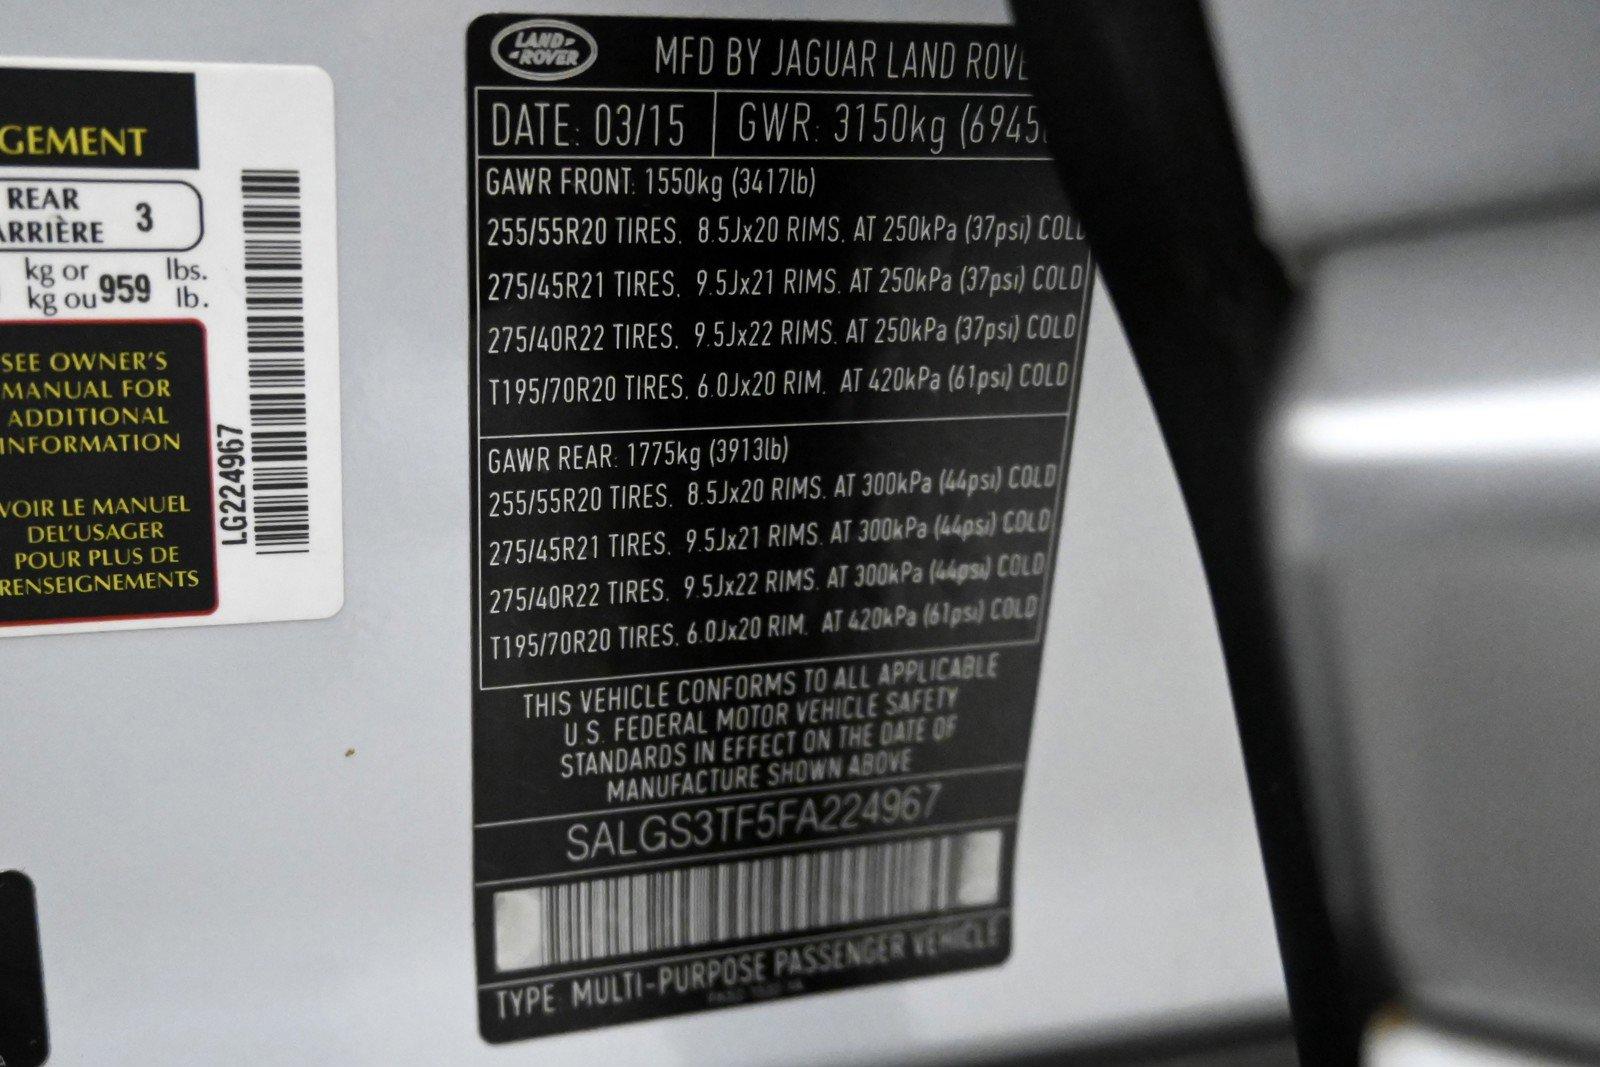 GEMENT
REAR
ARRIÈRE 3
kg or lbs.
kg ou 959 lb.
SEE OWNER'S
MANUAL FOR
ADDITIONAL
INFORMATION
VOIR LE MANUEL
DEL'USAGER
POUR PLUS DE
RENSEIGNEMENTS
LG224967
LAND-
-ROVER
MFD BY JAGUAR LAND ROVE
DATE: 03/15 GWR: 3150kg (6945
GAWR FRONT: 1550kg (3417lb)
255/55R20 TIRES. 8.5Jx20 RIMS. AT 250kPa (37psi) COLD
275/45R21 TIRES. 9.5Jx21 RIMS. AT 250kPa (37psi) COLD
275/40R22 TIRES. 9.5Jx22 RIMS. AT 250kPa (37psi) COLD
T195/70R20 TIRES. 6.0Jx20 RIM. AT 420kPa (61psi) COLD
GAWR REAR: 1775kg (3913lb)
255/55R20 TIRES. 8.5Jx20 RIMS. AT 300kPa (44psi) COLD
275/45R21 TIRES. 9.5Jx21 RIMS. AT 300kPa (44psi) COLD
275/40R22 TIRES. 9.5Jx22 RIMS. AT 300kPa (44psi) COLD
T195/70R20 TIRES. 6.0Jx20 RIM. AT 420kPa (61psi) COLD
THIS VEHICLE CONFORMS TO ALL APPLICABLE
U.S. FEDERAL MOTOR VEHICLE SAFETY
STANDARDS IN EFFECT ON THE DATE OF
MANUFACTURE SHOWN ABOVE
SALGS3TF5FA224967
TYPE: MULTI-PURPOSE PASSENGER VEHICLE